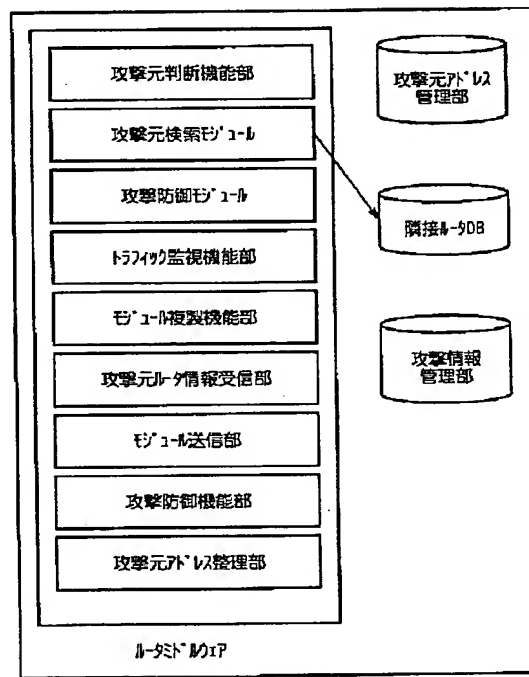 攻撃元判断機能部
攻撃元検索ﾓｼﾞｭｰﾙ
攻撃防御ﾓｼﾞｭｰﾙ
ﾄﾗﾌｨｯｸ監視機能部
ﾓｼﾞｭｰﾙ複製機能部
攻撃元ﾙｰﾀ情報受信部
ﾓｼﾞｭｰﾙ送信部
攻撃防御機能部
攻撃元ｱﾄﾞﾚｽ整理部
ﾙｰﾀﾐﾄﾞﾙｳｪｱ
攻撃元ｱﾄﾞﾚｽ
管理部
隣接ﾙｰﾀDB
攻撃情報
管理部